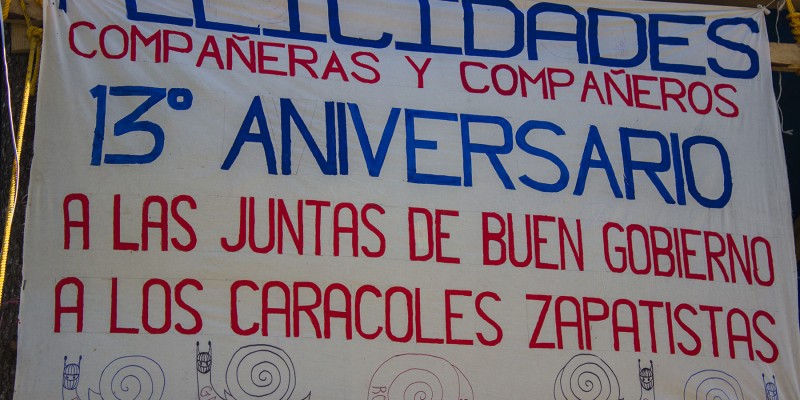 FELICIDADES
COMPAÑERAS Y COMPAÑEROS
13° ANIVERSARIO
A LAS JUNTAS DE BUEN GOBIERNO
A LOS CARACOLES ZAPATISTAS